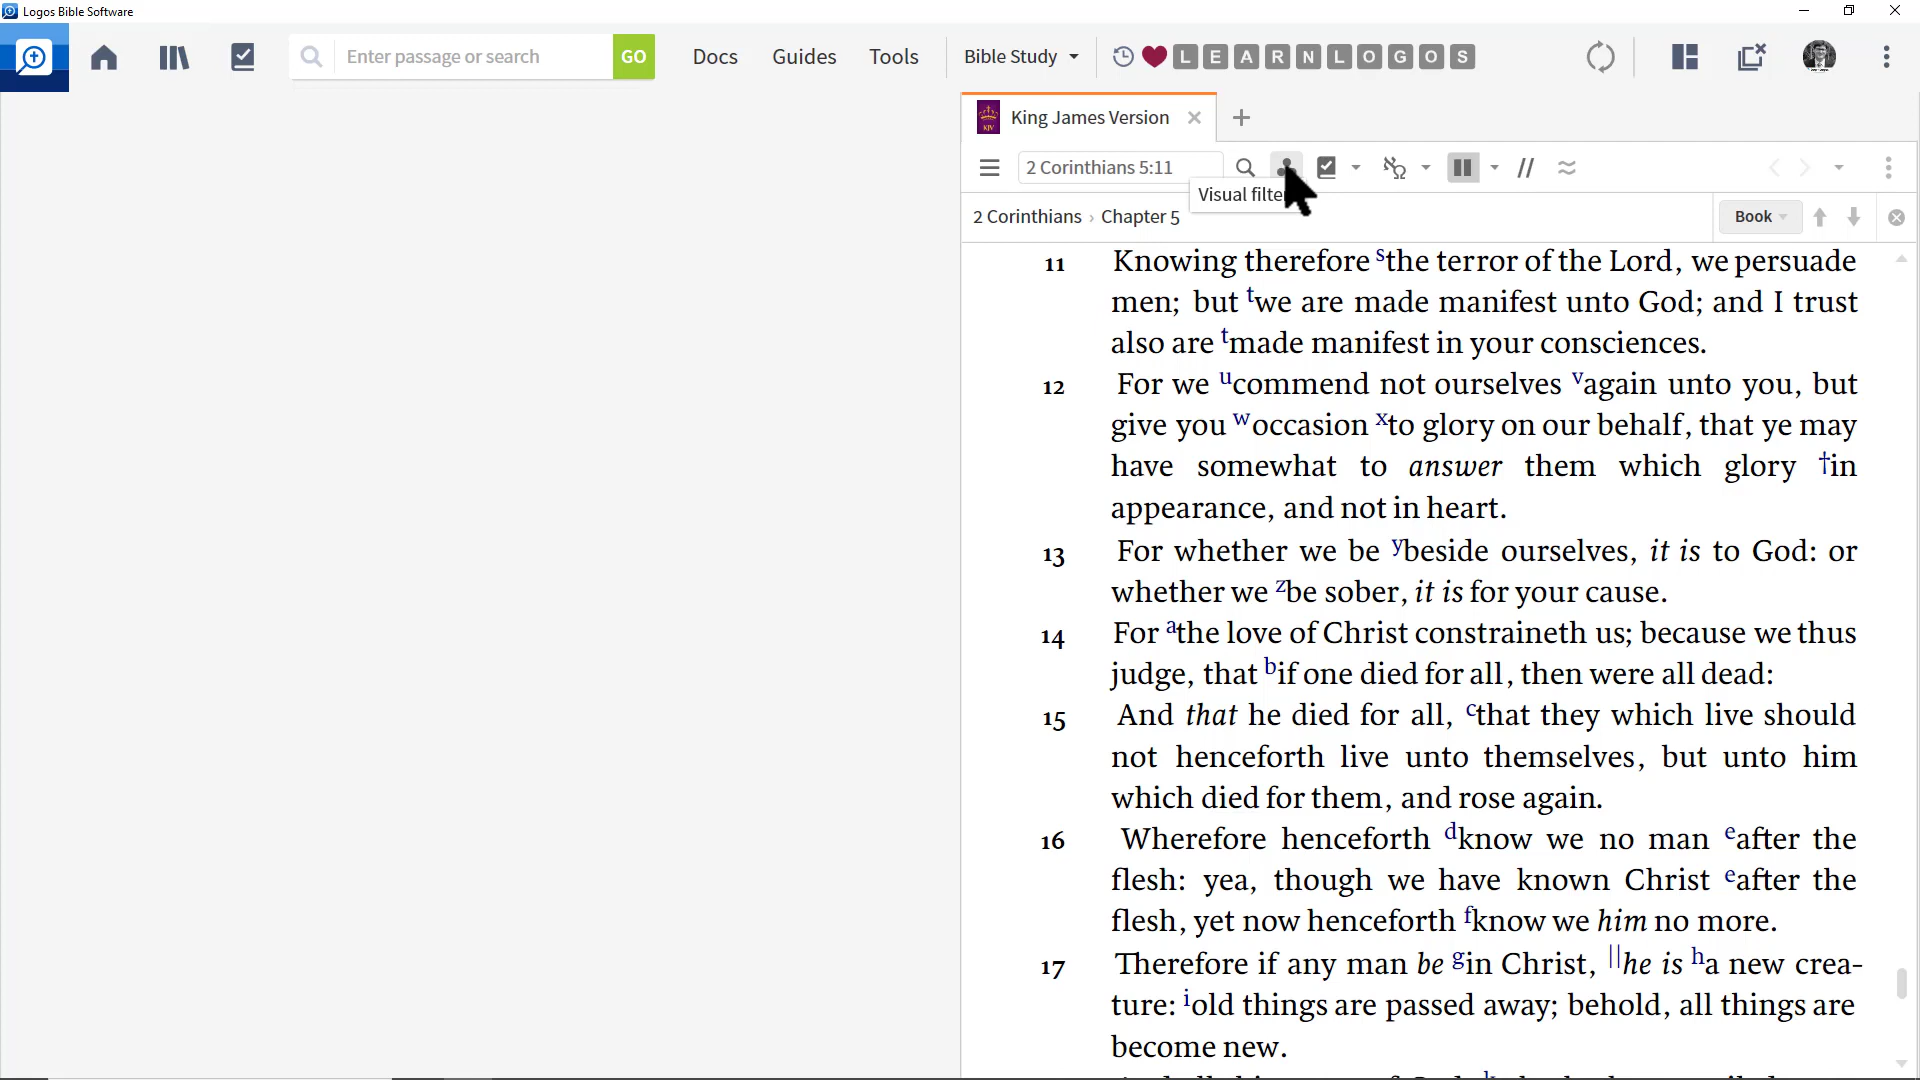 Logos Bible Software
Enter passage or search
GO
Docs
Guides
Tools
Bible Study
L E A R N L O G O S
King James Version
2 Corinthians 5:11
Visual filte
2 Corinthians › Chapter 5
Book
11 Knowing therefore sthe terror of the Lord, we persuade
men; but twe are made manifest unto God; and I trust
also are tmade manifest in your consciences.
12 For we ucommend not ourselves vagain unto you, but
give you woccasion xto glory on our behalf, that ye may
have somewhat to answer them which glory †in
appearance, and not in heart.
13 For whether we be ybeside ourselves, it is to God: or
whether we zbe sober, it is for your cause.
14 For athe love of Christ constraineth us; because we thus
judge, that bif one died for all, then were all dead:
15 And that he died for all, cthat they which live should
not henceforth live unto themselves, but unto him
which died for them, and rose again.
16 Wherefore henceforth dknow we no man eafter the
flesh: yea, though we have known Christ eafter the
flesh, yet now henceforth fknow we him no more.
17 Therefore if any man be gin Christ, ||he is ha new crea-
ture: iold things are passed away; behold, all things are
become new.